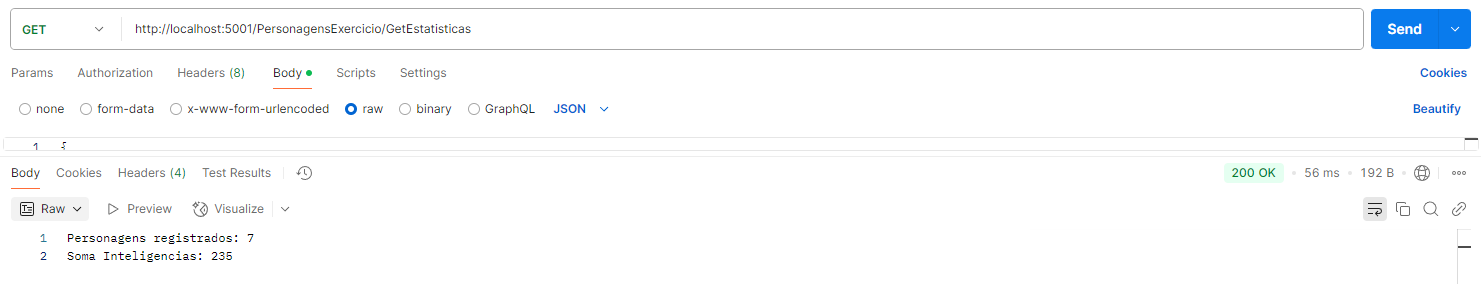 GET http://localhost:5001/PersonagensExercicio/GetEstatisticas Send
Params Authorization Headers (8) Body Scripts Settings Cookies
none form-data x-www-form-urlencoded raw binary GraphQL JSON Beautify
1 {
Body Cookies Headers (4) Test Results 200 OK 56 ms 192 B
Raw Preview Visualize
1 Personagens registrados: 7
2 Soma Inteligencias: 235